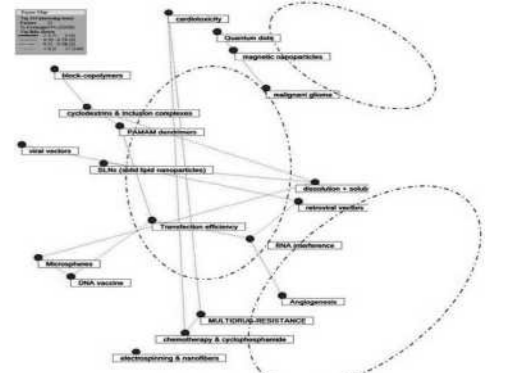 cardiotoxicity
Quantum dots
magnetic nanoparticles
block-copolymers
malignant glioma
cyclodextrins & inclusion complexes
PAMAM dendrimers
viral vectors
SLNs (solid lipid nanoparticles)
dissolution + solub
retroviral vectors
Transfection efficiency
RNA interference
Microspheres
DNA vaccine
Angiogenesis
MULTIDRUG-RESISTANCE
chemotherapy & cyclophosphamide
electrospinning & nanofibers